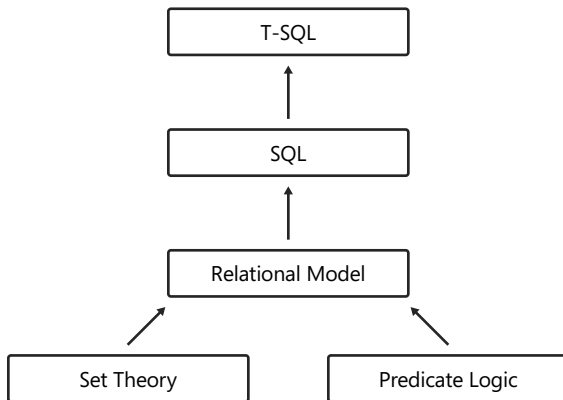 T-SQL
SQL
Relational Model
Set Theory
Predicate Logic